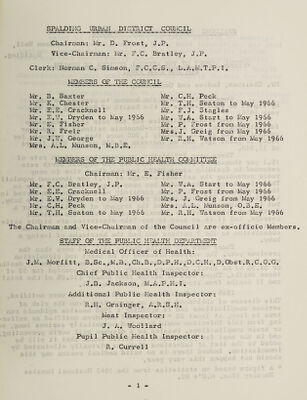 SPALDING URBAN DISTRICT COUNCIL
Chairman: Mr. D. Frost, J.P.
Vice-Chairman: Mr. F.C. Bratley, J.P.
Clerk: Norman C. Simson, F.C.C.S., L.A.M.T.P.I.
MEMBERS OF THE COUNCIL
Mr. B. Baxter Mr. C.H. Peck
Mr. K. Chester Mr. T.H. Seaton to May 1966
Mr. E.E. Cracknell Mr. F.J. Stagles
Mr. E.W. Dryden to May 1966 Mr. W.A. Start to May 1966
Mr. E. Fisher Mr. P. Frost from May 1966
Mr. R. Freir Mrs.J. Greig from May 1966
Mr. J.W. George Mr. R.H. Watson from May 1966
Mrs. A.L. Munson, M.B.E.
MEMBERS OF THE PUBLIC HEALTH COMMITTEE
Chairman: Mr. E. Fisher
Mr. F.C. Bratley, J.P. Mr. W.A. Start to May 1966
Mr. E.E. Cracknell Mr. P. Frost from May 1966
Mr. E.W. Dryden to May 1966 Mrs. J. Greig from May 1966
Mr. C.H. Peck Mrs. A.L. Munson, O.B.E.
Mr. T.H. Seaton to May 1966 Mr. R.H. Watson from May 1966
The Chairman and Vice-Chairman of the Council are ex-officio Members.
STAFF OF THE PUBLIC HEALTH DEPARTMENT
Medical Officer of Health:
J.M. Morfitt, B.Sc.,M.B.,Ch.B.,D.P.H.,D.C.H.,D.Obst.R.C.O.G.
Chief Public Health Inspector:
J.B. Jackson, M.A.P.H.I.
Additional Public Health Inspector:
R.H. Grainger, A.R.S.H.
Meat Inspector:
J. A. Woollard
Pupil Public Health Inspector:
R. Currell
- 1 -